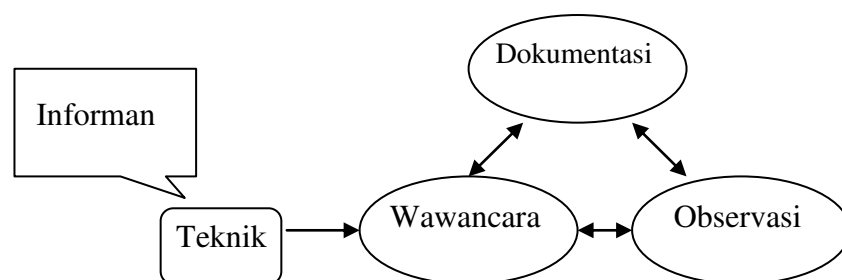 Dokumentasi
Informan
Teknik
Wawancara
Observasi